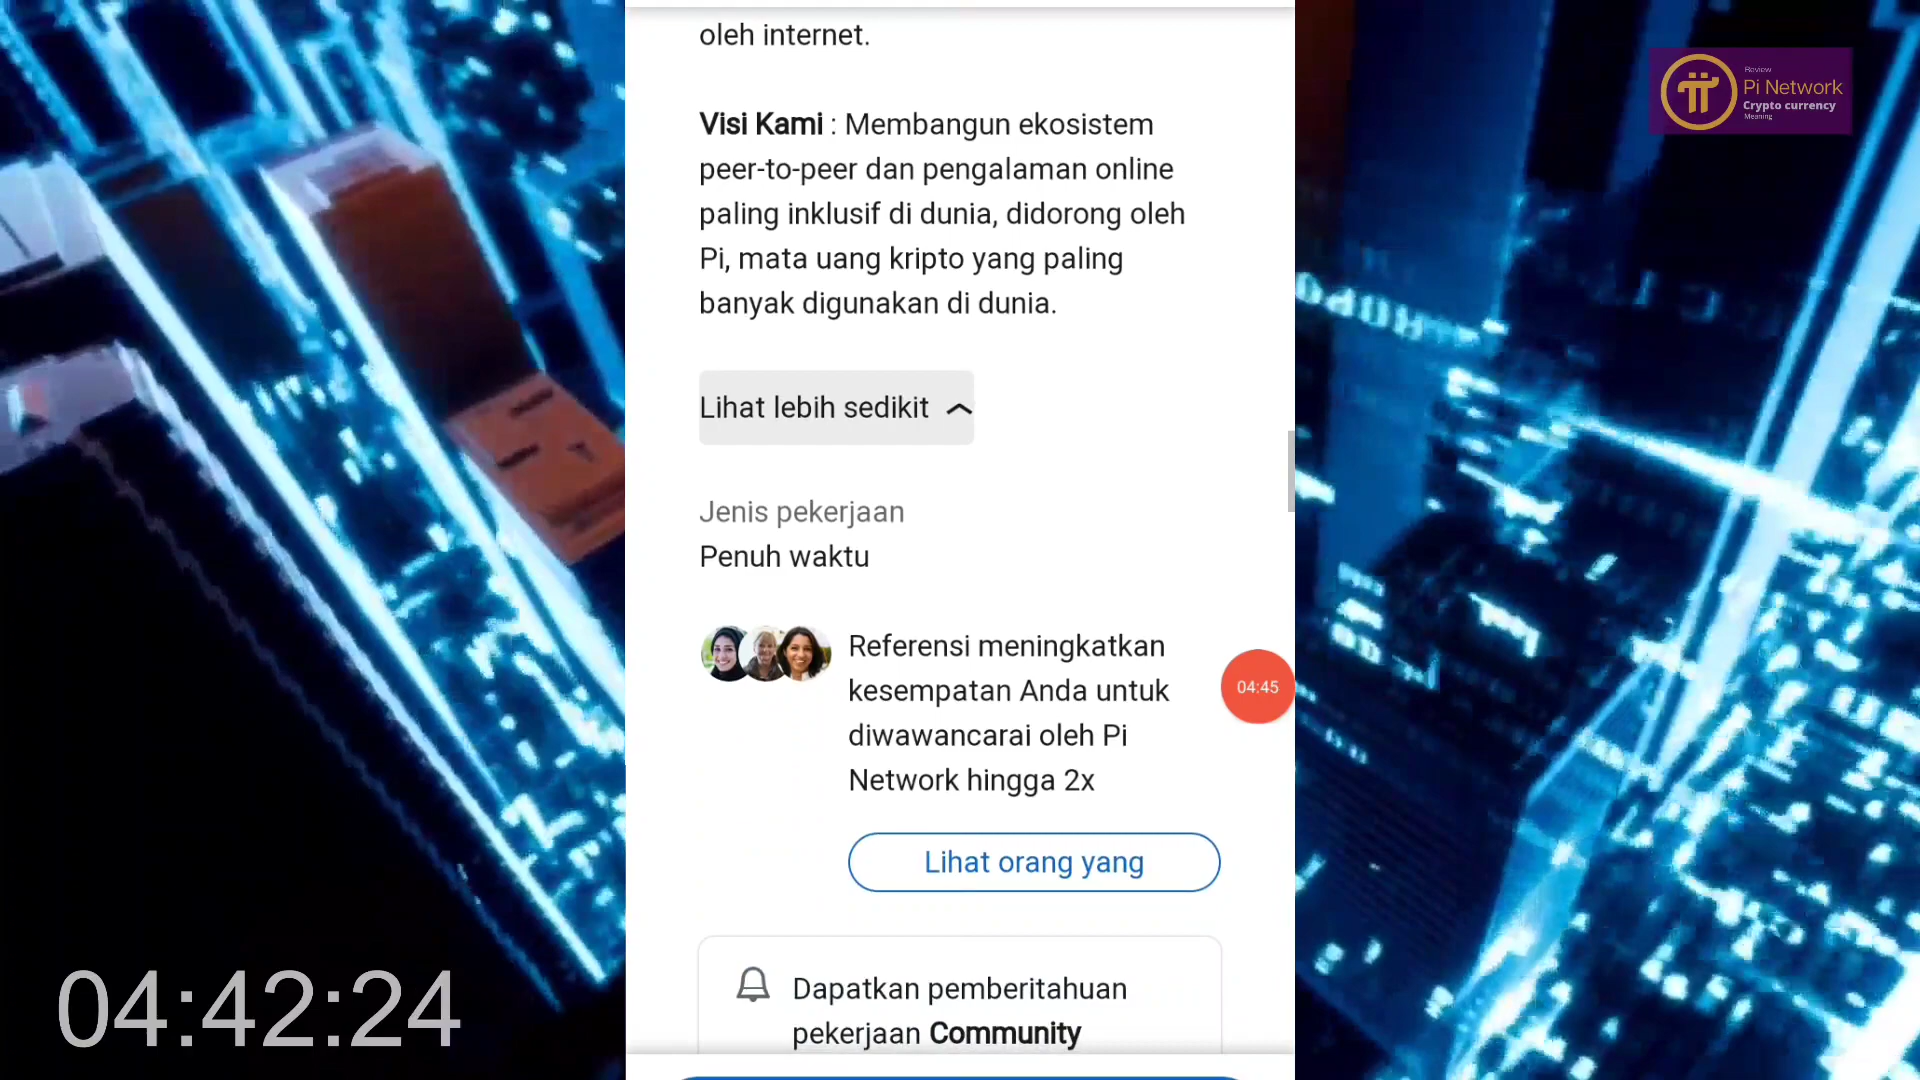 oleh internet.
Visi Kami : Membangun ekosistem
peer-to-peer dan pengalaman online
paling inklusif di dunia, didorong oleh
Pi, mata uang kripto yang paling
banyak digunakan di dunia.
Lihat lebih sedikit
Jenis pekerjaan
Penuh waktu
Referensi meningkatkan
kesempatan Anda untuk
diwawancarai oleh Pi
Network hingga 2x
Lihat orang yang
Dapatkan pemberitahuan
pekerjaan Community
04:45
Review
Pi Network
Crypto currency
Meaning
04:42:24